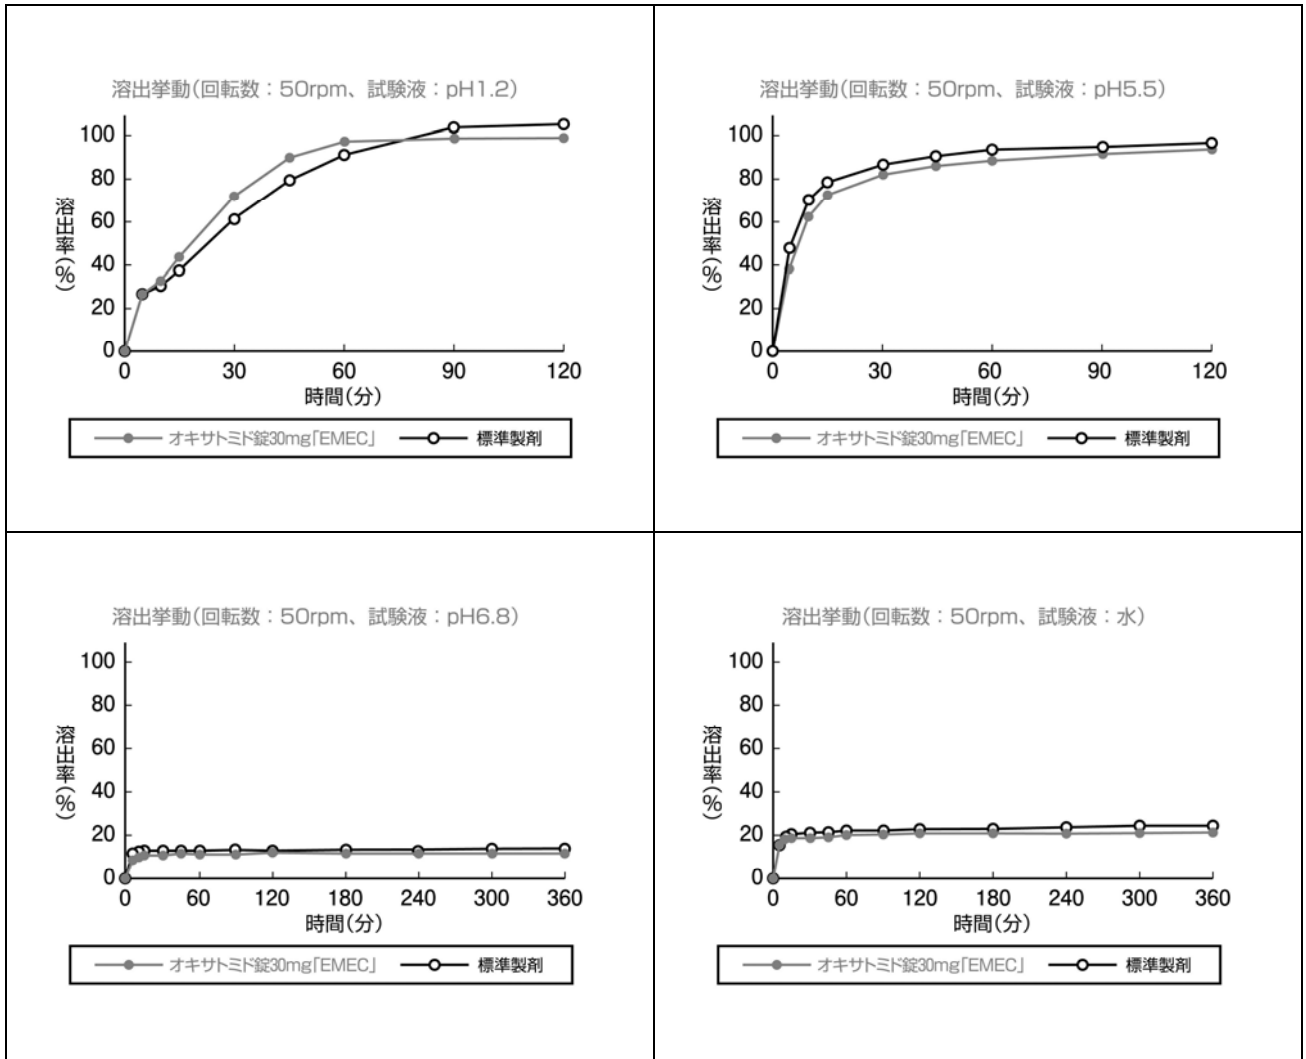 溶出挙動(回転数：50rpm、試験液：pH1.2)
100
80
60
40
20
0
溶出率(%)
0 30 60 90 120
時間(分)
オキサトミド錠30mg「EMEC」 標準製剤
溶出挙動(回転数：50rpm、試験液：pH5.5)
100
80
60
40
20
0
溶出率(%)
0 30 60 90 120
時間(分)
オキサトミド錠30mg「EMEC」 標準製剤
溶出挙動(回転数：50rpm、試験液：pH6.8)
100
80
60
40
20
0
溶出率(%)
0 60 120 180 240 300 360
時間(分)
オキサトミド錠30mg「EMEC」 標準製剤
溶出挙動(回転数：50rpm、試験液：水)
100
80
60
40
20
0
溶出率(%)
0 60 120 180 240 300 360
時間(分)
オキサトミド錠30mg「EMEC」 標準製剤